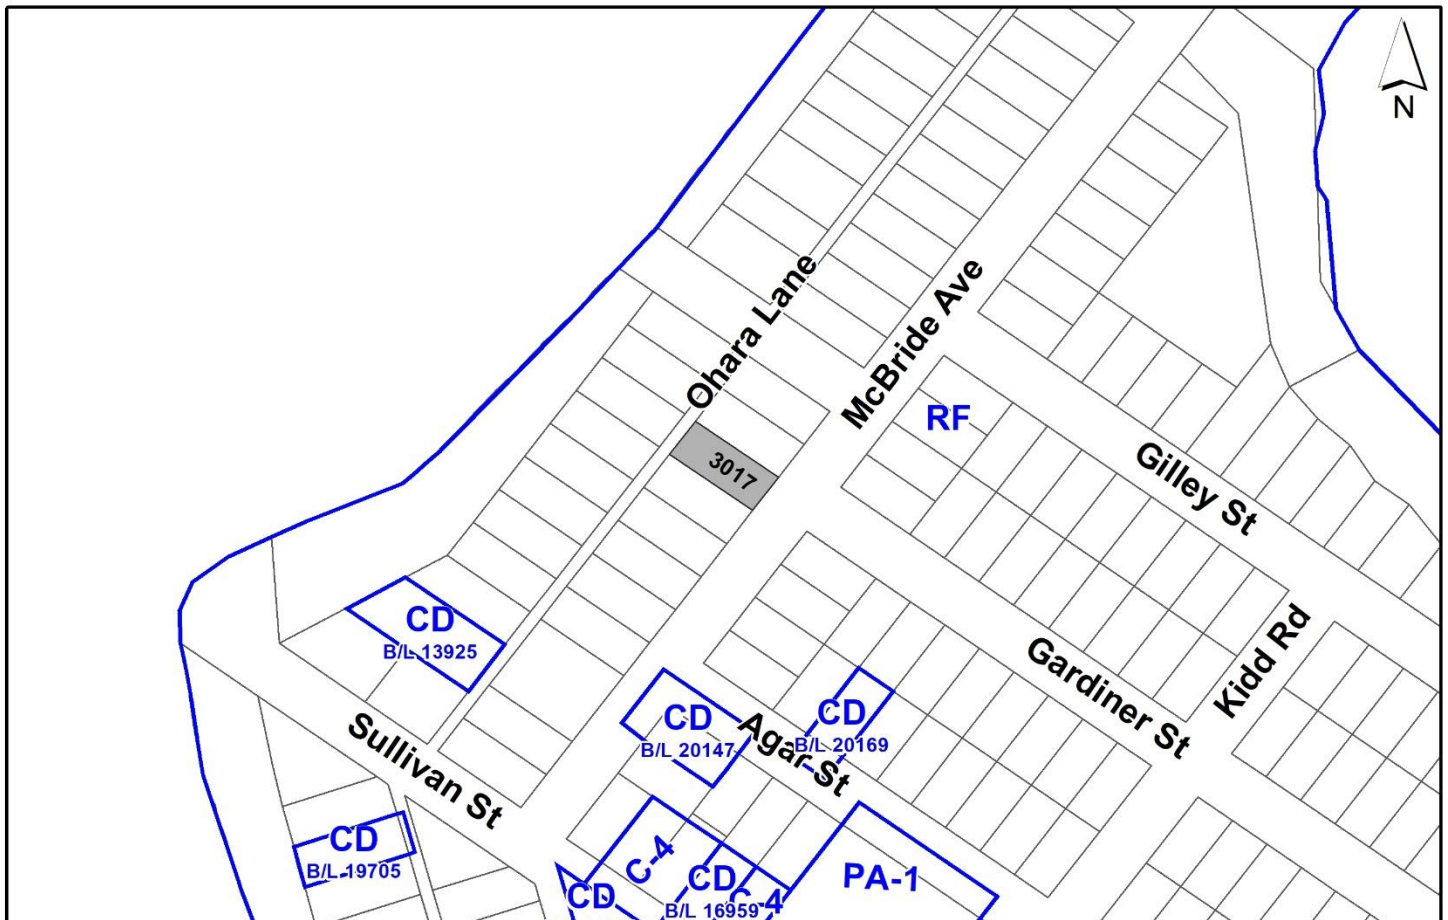 N
Ohara Lane
McBride Ave
RF
3017
Gilley St
CD
B/L 13925
Kidd Rd
Gardiner St
CD
B/L 20147
CD
B/L 20169
Agar St
Sullivan St
CD
B/L 19705
C-4
CD
B/L 16959
C-4
PA-1
CD